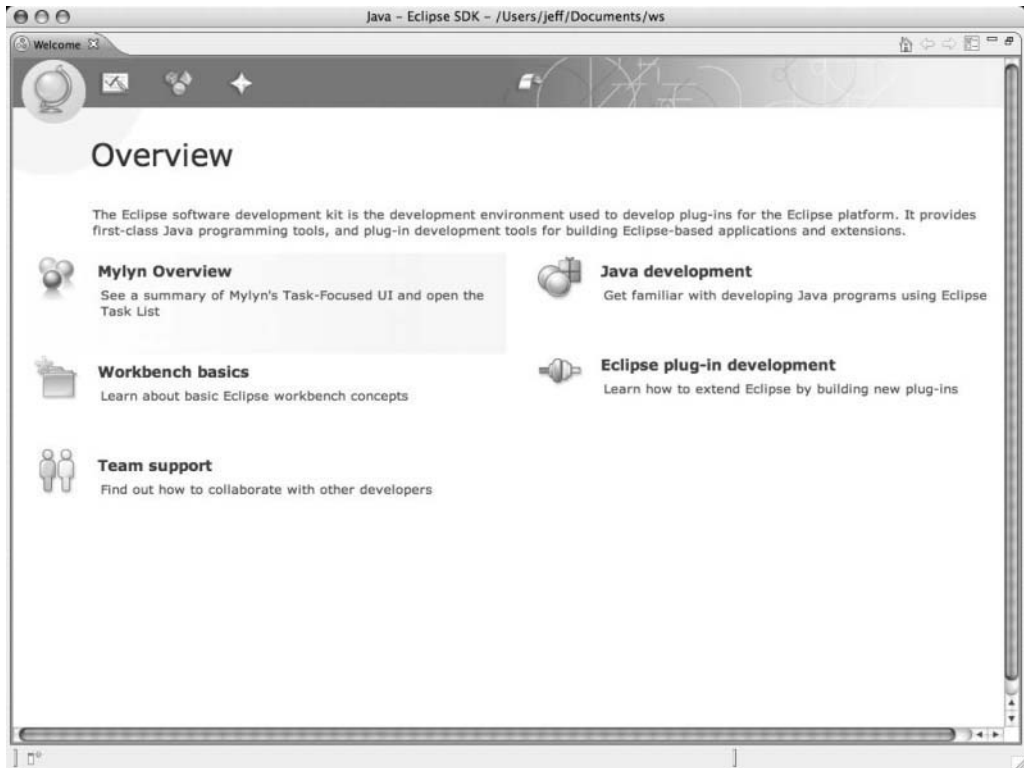 Java – Eclipse SDK – /Users/jeff/Documents/ws
Welcome
Overview
The Eclipse software development kit is the development environment used to develop plug-ins for the Eclipse platform. It provides
first-class Java programming tools, and plug-in development tools for building Eclipse-based applications and extensions.
Mylyn Overview
See a summary of Mylyn's Task-Focused UI and open the
Task List
Java development
Get familiar with developing Java programs using Eclipse
Workbench basics
Learn about basic Eclipse workbench concepts
Eclipse plug-in development
Learn how to extend Eclipse by building new plug-ins
Team support
Find out how to collaborate with other developers